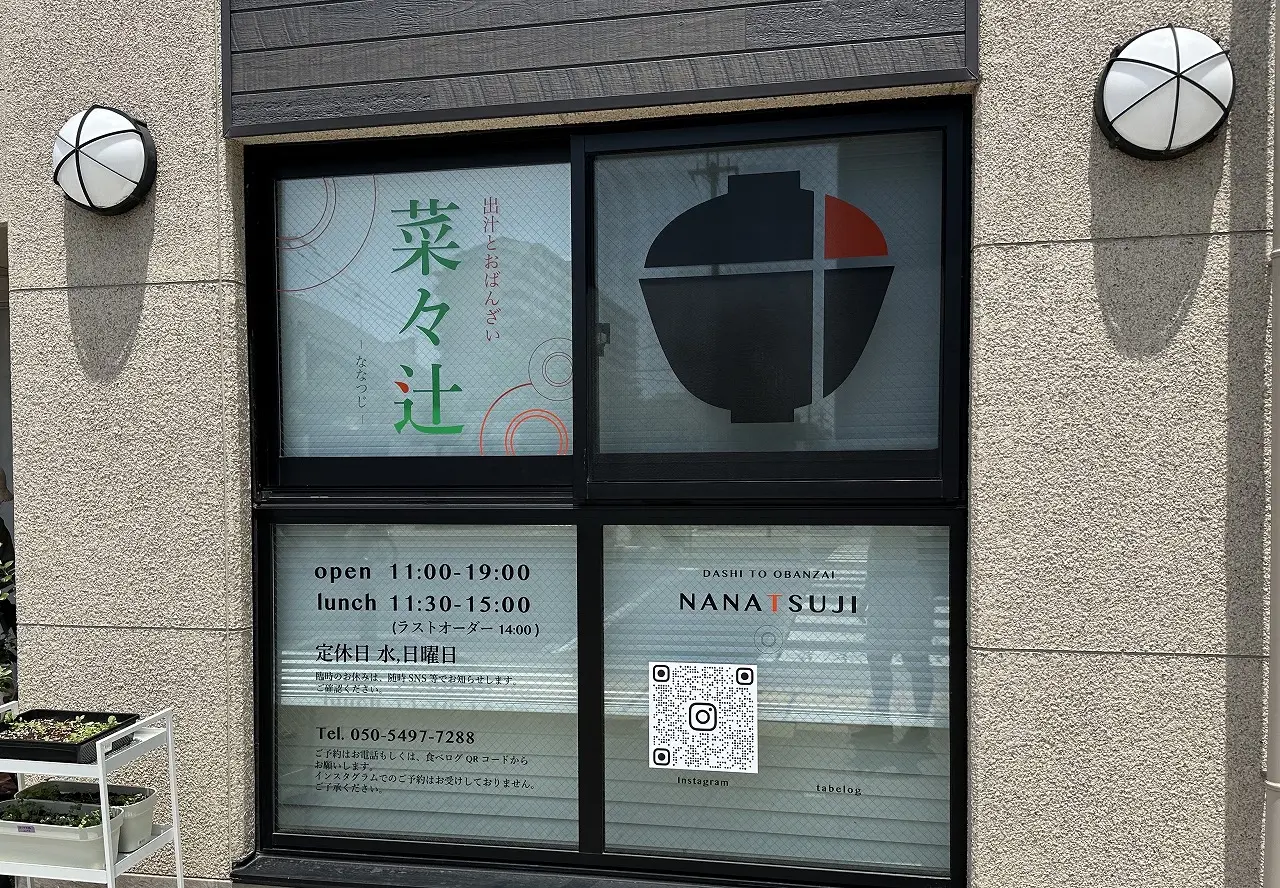 出汁とおばんざい
菜々辻
－ななつじ－
open 11:00-19:00
lunch 11:30-15:00
(ラストオーダー 14:00)
定休日 水,日曜日
臨時のお休みは、随時 SNS 等でお知らせします。
ご確認ください。
Tel. 050-5497-7288
ご予約はお電話もしくは、食べログ QR コードから
お願いします。
インスタグラムでのご予約はお受けしておりません。
ご了承ください。
DASHI TO OBANZAI
NANATSUJI
Instagram
tabelog